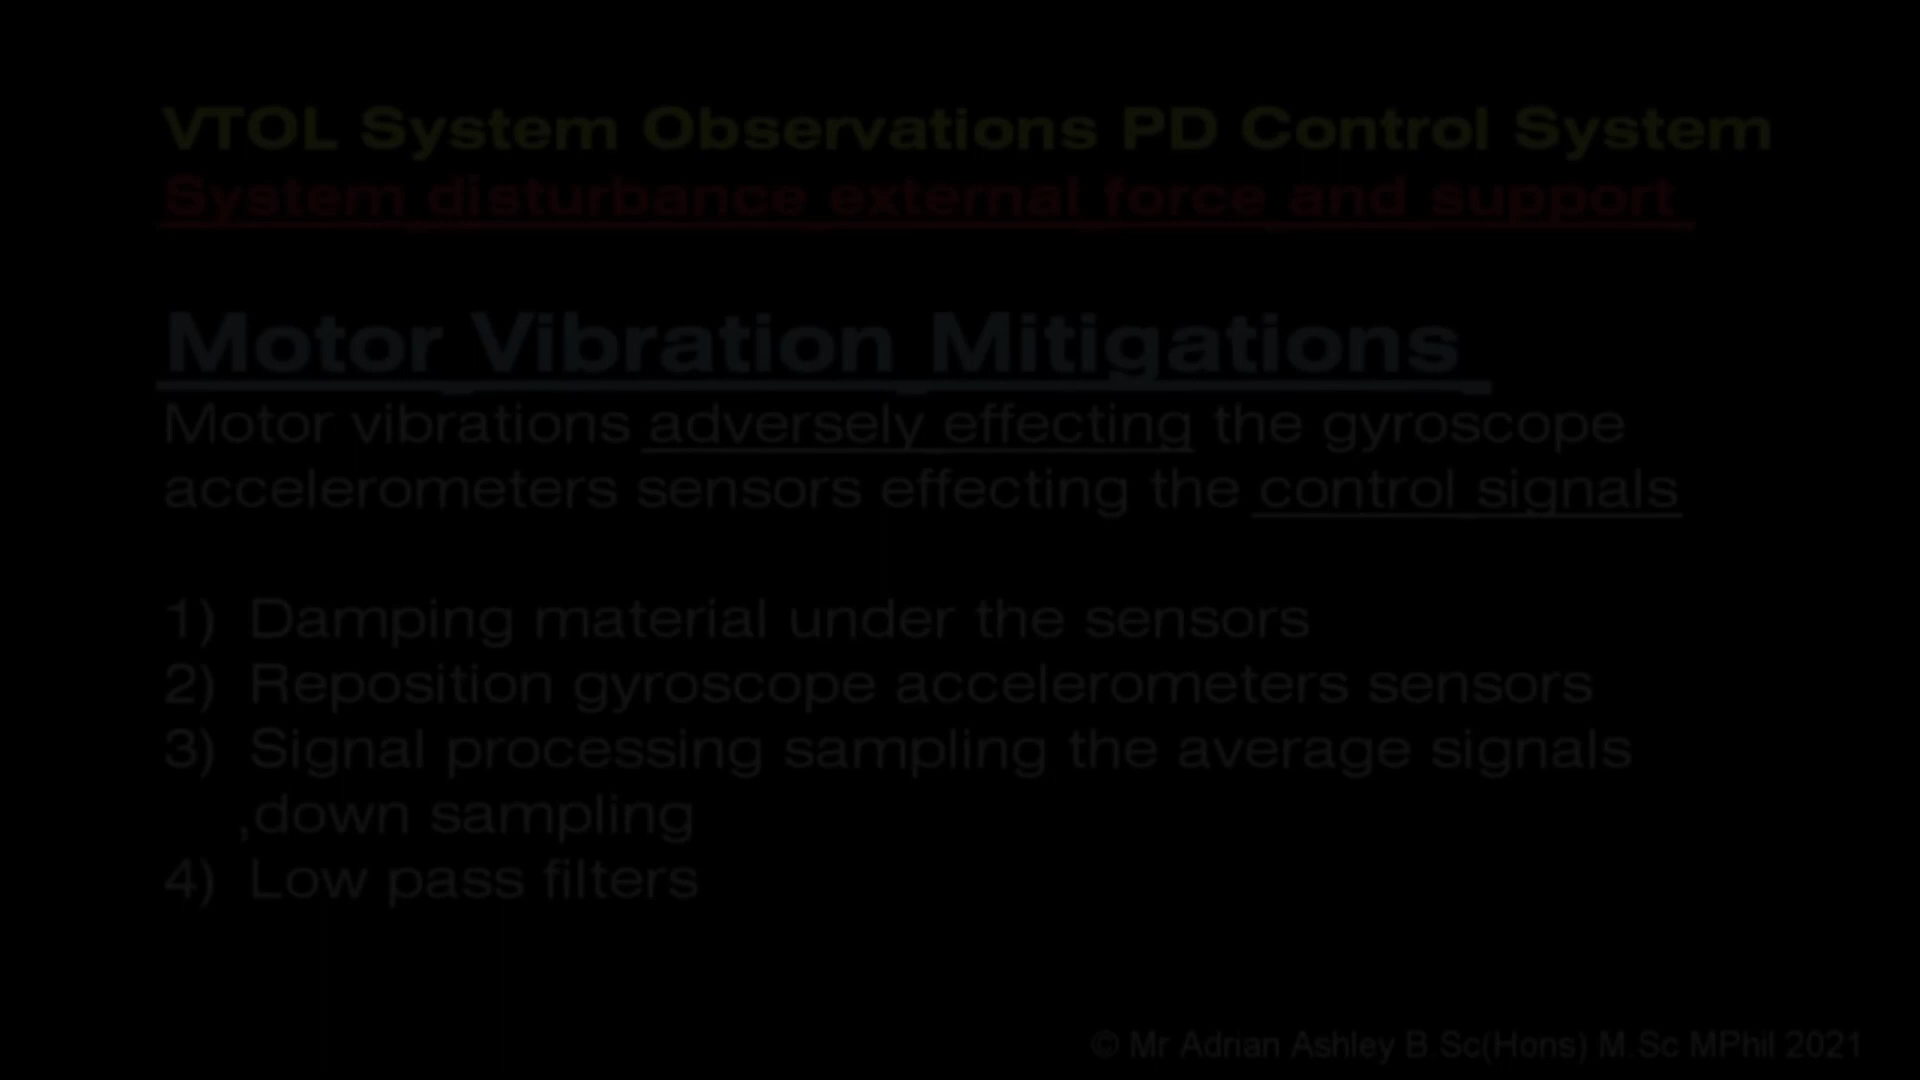 VTOL System Observations PD Control System
System disturbance external force and support
Motor Vibration Mitigations
Motor vibrations adversely effecting the gyroscope
accelerometers sensors effecting the control signals
1) Damping material under the sensors
2) Reposition gyroscope accelerometers sensors
3) Signal processing sampling the average signals
,down sampling
4) Low pass filters
© Mr Adrian Ashley B.Sc(Hons) M.Sc MPhil 2021